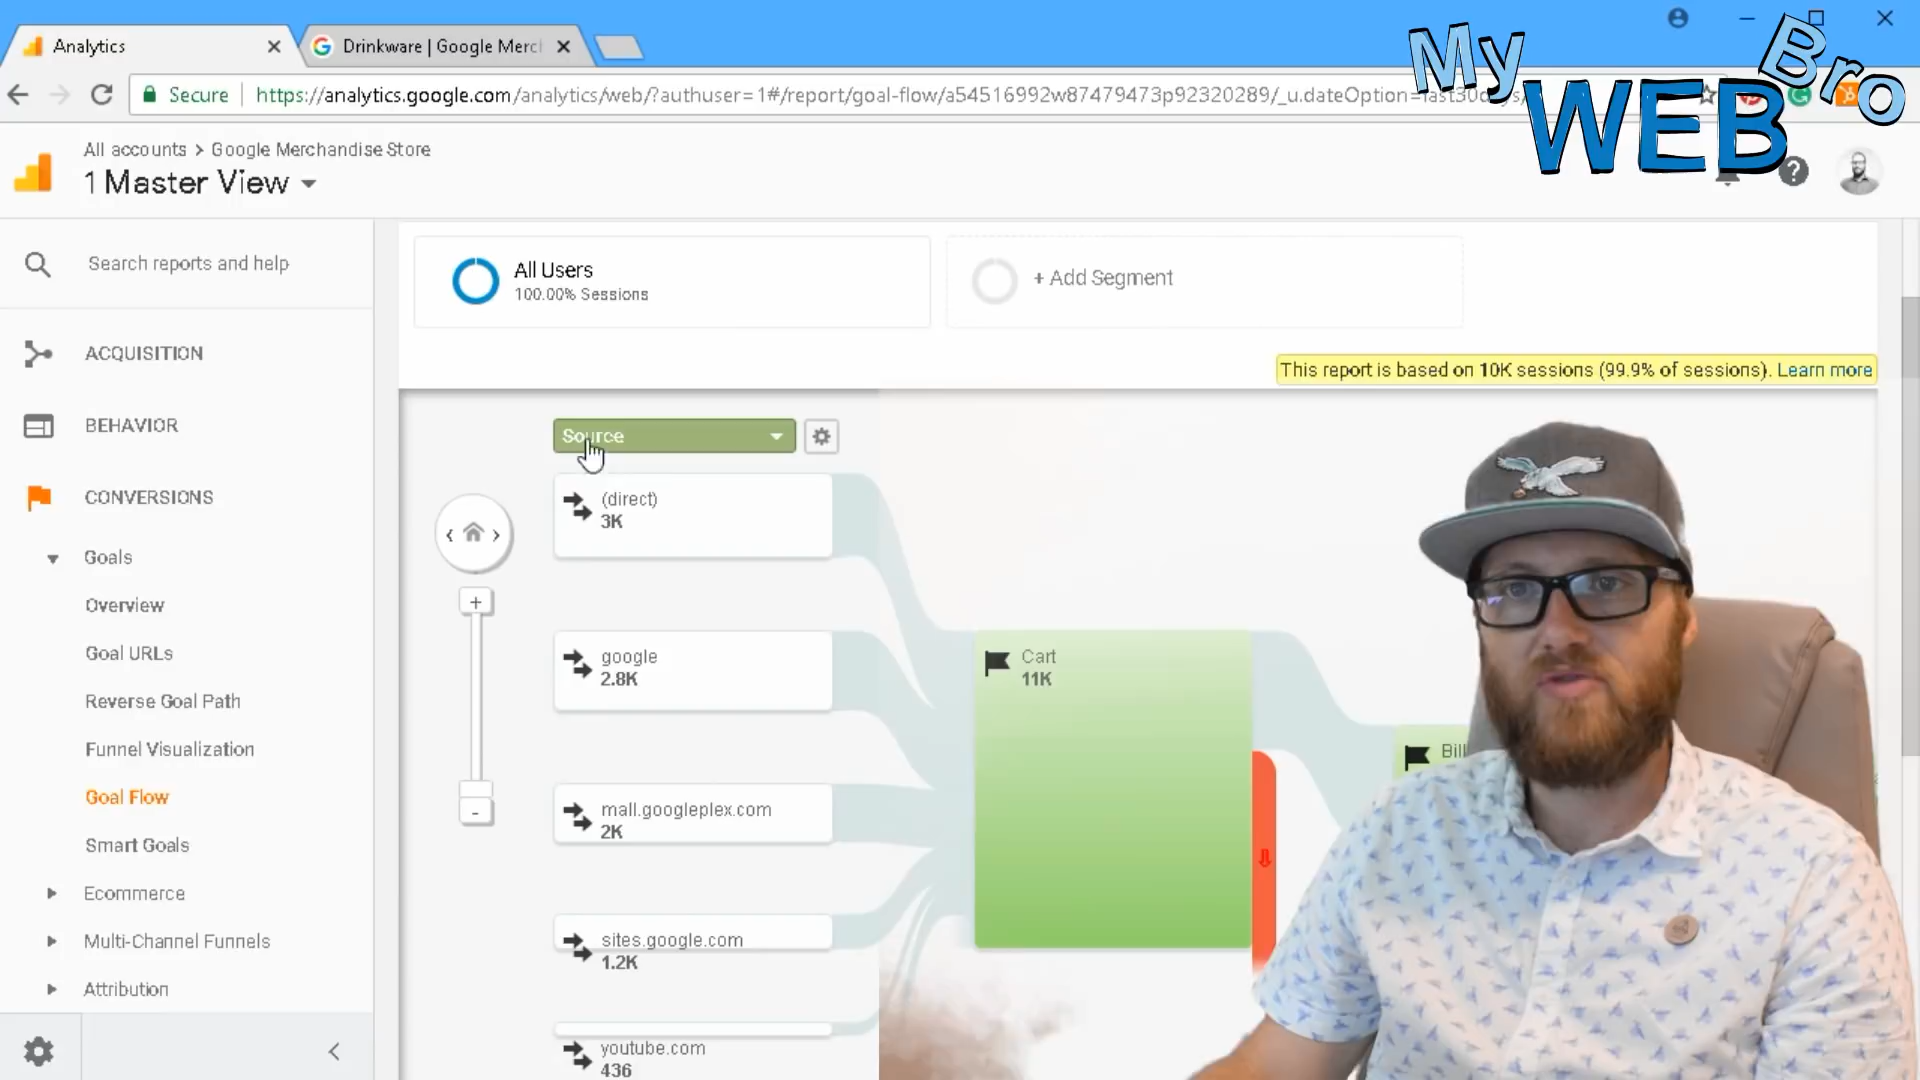 Analytics
Drinkware | Google Merc
My
WEB
Bro
Secure
https://analytics.google.com/analytics/web/?authuser=1#/report/goal-flow/a54516992w87479473p92320289/_u.dateOption=last30days/
All accounts > Google Merchandise Store
1 Master View
Search reports and help
All Users
100.00% Sessions
+ Add Segment
This report is based on 10K sessions (99.9% of sessions). Learn more
ACQUISITION
BEHAVIOR
CONVERSIONS
Goals
Overview
Goal URLs
Reverse Goal Path
Funnel Visualization
Goal Flow
Smart Goals
Ecommerce
Multi-Channel Funnels
Attribution
Source
(direct)
3K
google
2.8K
mall.googleplex.com
2K
sites.google.com
1.2K
youtube.com
436
Cart
11K
Bill